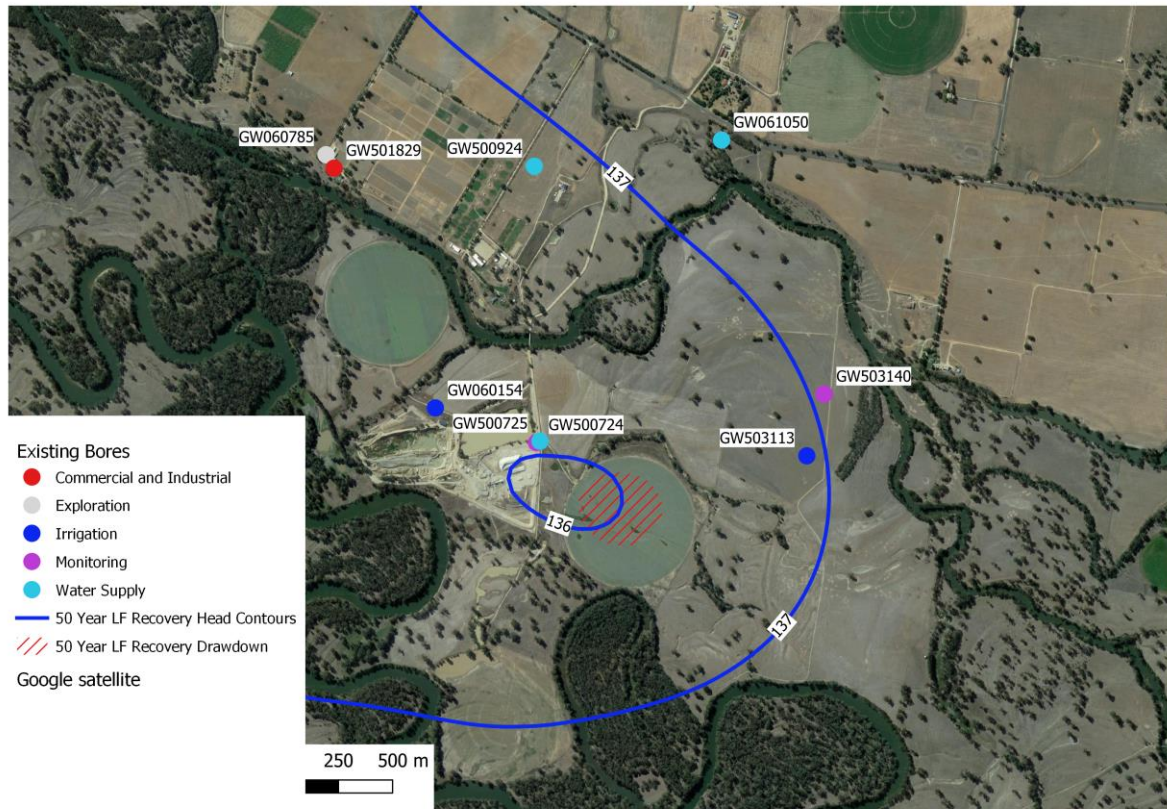 GW061050
GW060785
GW501829
GW500924
137
GW503140
GW060154
GW500725
GW500724
GW503113
136
137
Existing Bores
Commercial and Industrial
Exploration
Irrigation
Monitoring
Water Supply
50 Year LF Recovery Head Contours
50 Year LF Recovery Drawdown
Google satellite
250 500 m